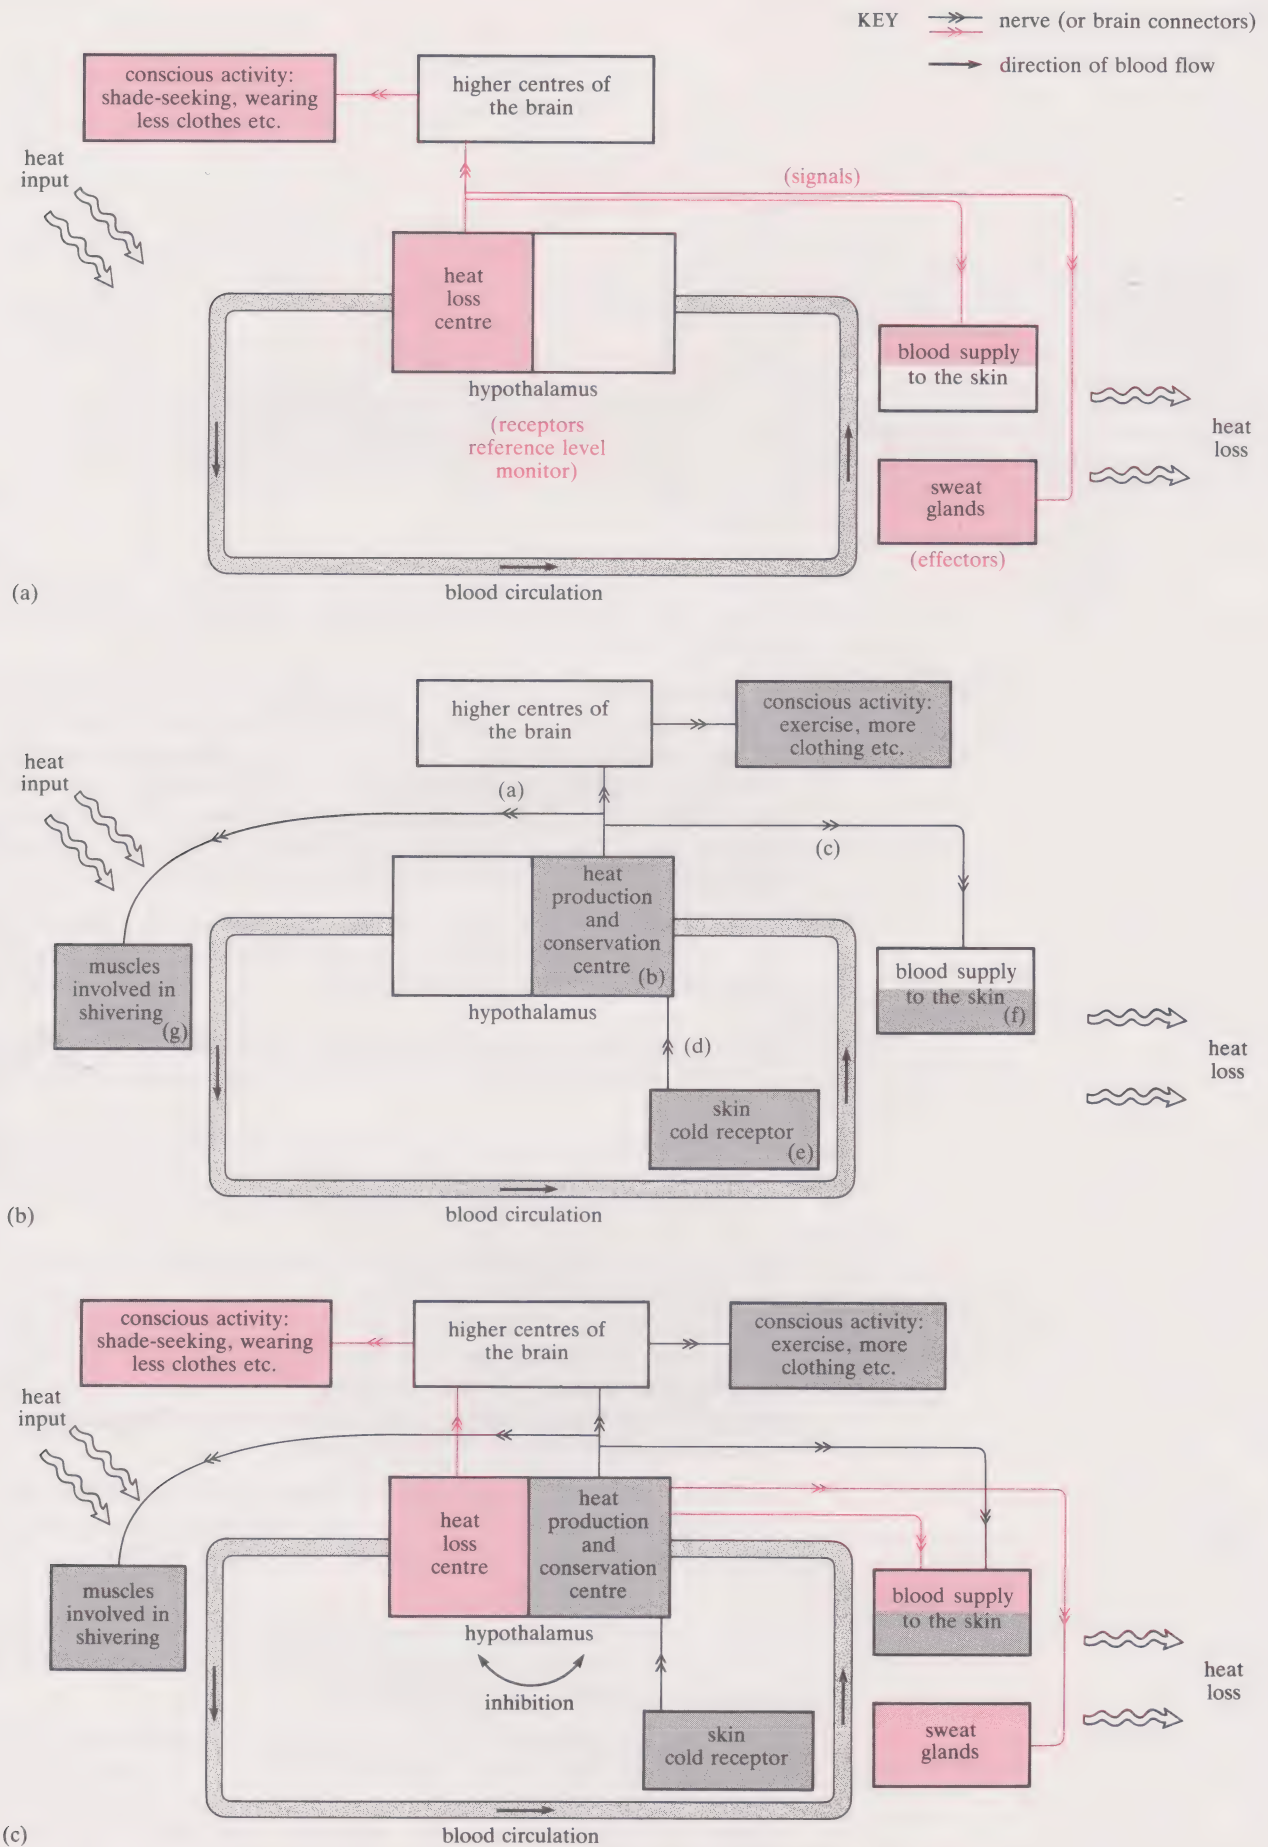 KEY
nerve (or brain connectors)
direction of blood flow
conscious activity:
shade-seeking, wearing
less clothes etc.
higher centres of
the brain
heat
input
(signals)
heat
loss
centre
hypothalamus
(receptors
reference level
monitor)
blood supply
to the skin
heat
loss
sweat
glands
(effectors)
blood circulation
(a)
higher centres of
the brain
conscious activity:
exercise, more
clothing etc.
heat
input
(a)
(c)
heat
production
and
conservation
centre
(b)
muscles
involved in
shivering
(g)
hypothalamus
blood supply
to the skin
(f)
(d)
heat
loss
skin
cold receptor
(e)
blood circulation
(b)
conscious activity:
shade-seeking, wearing
less clothes etc.
higher centres of
the brain
conscious activity:
exercise, more
clothing etc.
heat
input
heat
loss
centre
heat
production
and
conservation
centre
muscles
involved in
shivering
hypothalamus
inhibition
blood supply
to the skin
heat
loss
skin
cold receptor
sweat
glands
blood circulation
(c)